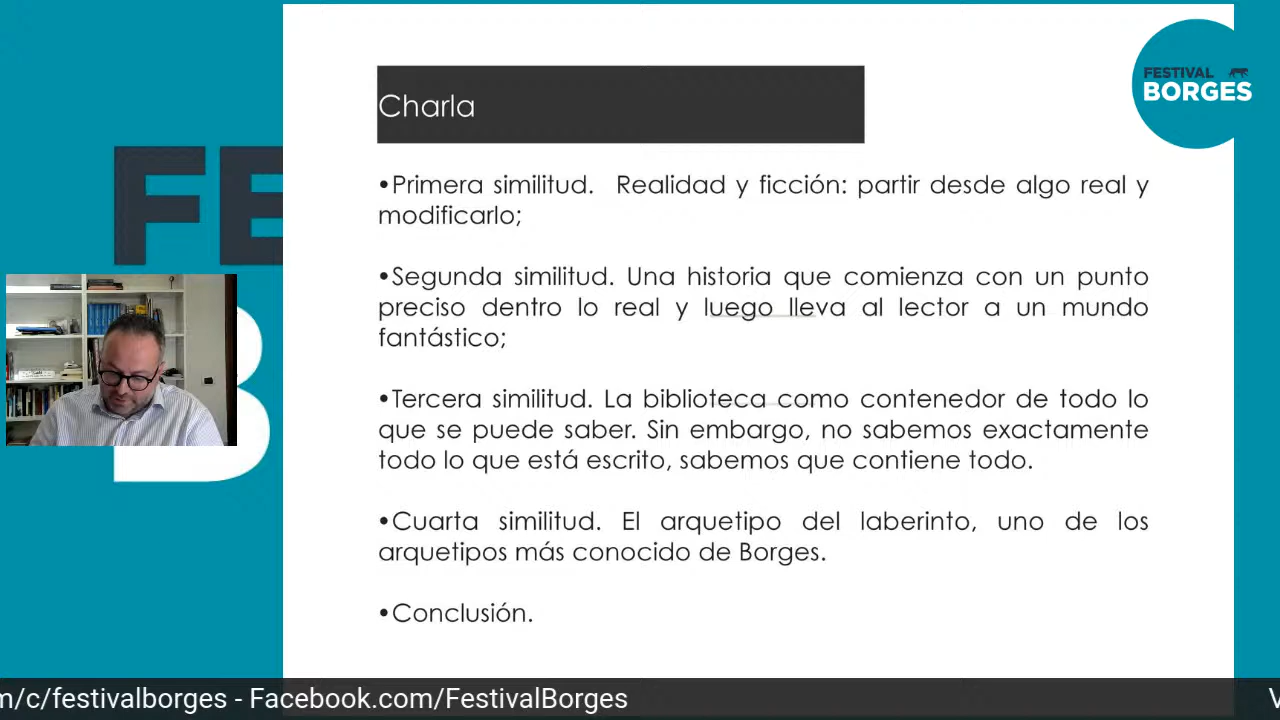 Charla
FESTIVAL
BORGES
•Primera similitud. Realidad y ficción: partir desde algo real y
modificarlo;
•Segunda similitud. Una historia que comienza con un punto
preciso dentro lo real y luego lleva al lector a un mundo
fantástico;
•Tercera similitud. La biblioteca como contenedor de todo lo
que se puede saber. Sin embargo, no sabemos exactamente
todo lo que está escrito, sabemos que contiene todo.
•Cuarta similitud. El arquetipo del laberinto, uno de los
arquetipos más conocido de Borges.
•Conclusión.
FE
B
m/c/festivalborges - Facebook.com/FestivalBorges V